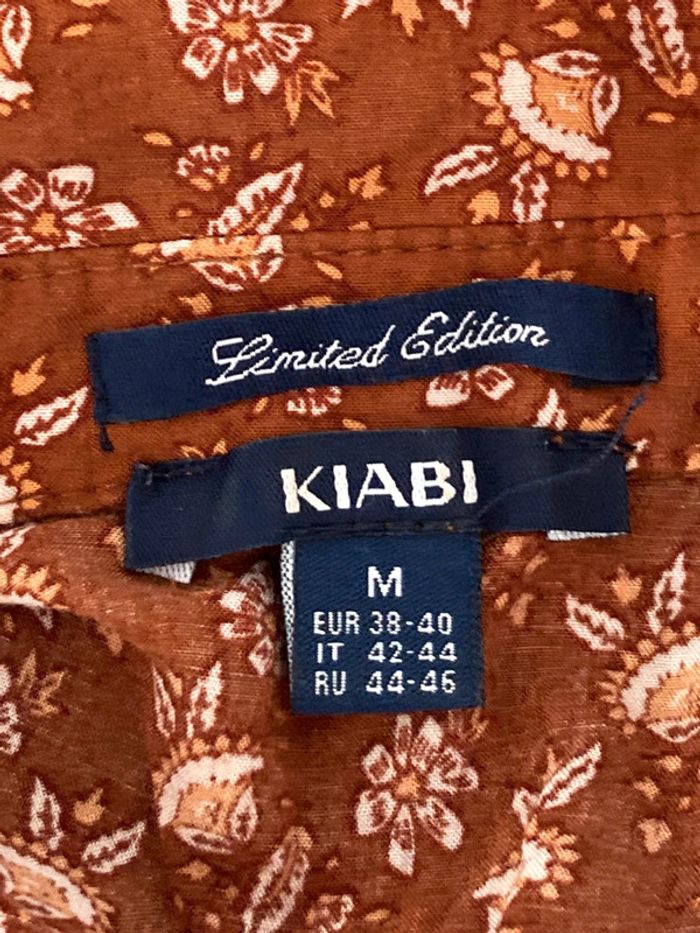 Limited Edition
KIABI
M
EUR 38-40
IT 42-44
RU 44-46